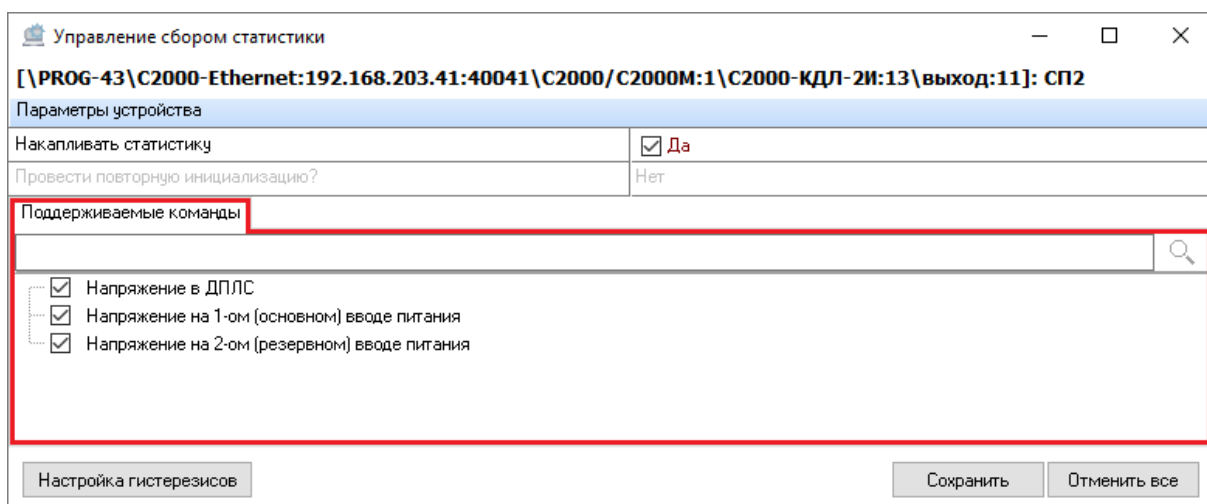 Управление сбором статистики
[\PROG-43\C2000-Ethernet:192.168.203.41:40041\C2000/C2000M:1\C2000-КДЛ-2И:13\выход:11]: СП2
Параметры устройства
Накапливать статистику Да
Провести повторную инициализацию? Нет
Поддерживаемые команды
Напряжение в ДПЛС
Напряжение на 1-ом (основном) вводе питания
Напряжение на 2-ом (резервном) вводе питания
Настройка гистерезисов Сохранить Отменить все